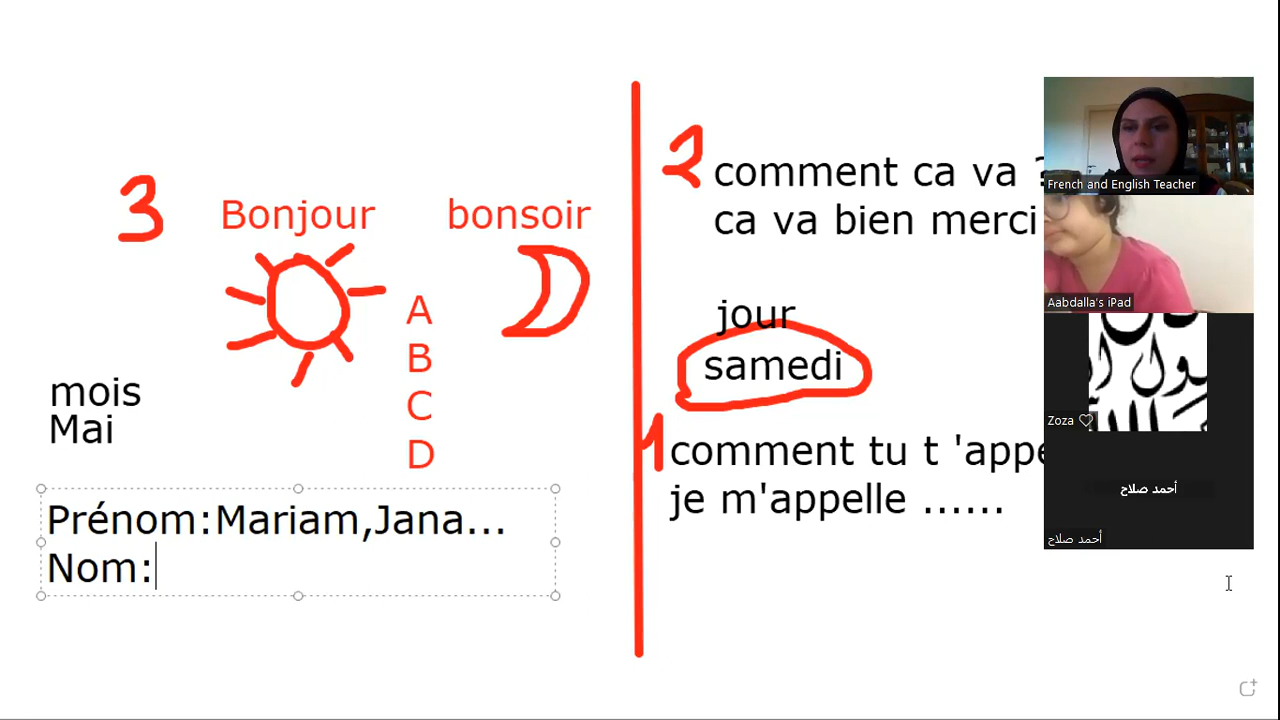 3
Bonjour
bonsoir
A
B
C
D
mois
Mai
Prénom:Mariam,Jana...
Nom:
2
comment ca va ?
ca va bien merci
jour
samedi
1
comment tu t 'appe
je m'appelle ......
French and English Teacher
Aabdalla's iPad
Zoza ♡
أحمد صلاح
أحمد صلاح